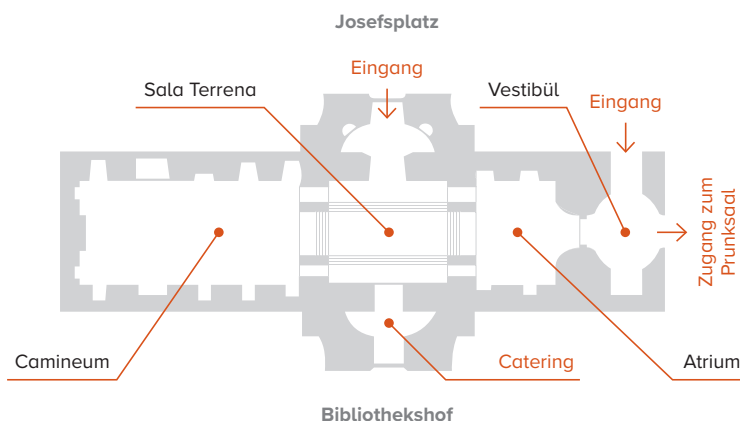 Josefsplatz
Eingang
Sala Terrena
Vestibül
Eingang
Zugang zum
Prunksaal
Camineum
Catering
Atrium
Bibliothekshof